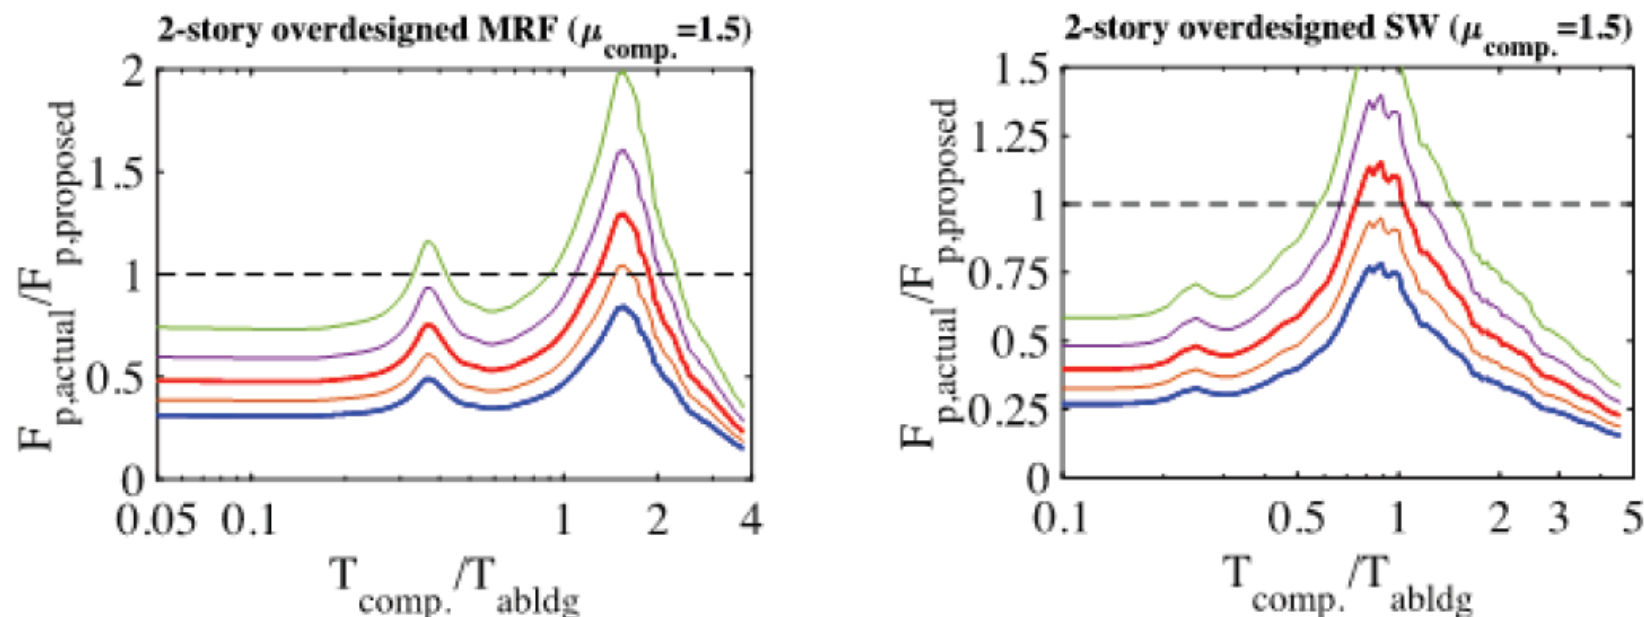 2-story overdesigned MRF (μcomp.=1.5)
2
1.5
1
0.5
0
Fp,actual/Fp,proposed
0.05 0.1 1 2 4
Tcomp./Tabldg
2-story overdesigned SW (μcomp.=1.5)
1.5
1.25
1
0.75
0.5
0.25
0
Fp,actual/Fp,proposed
0.1 0.5 1 2 3 5
Tcomp./Tabldg